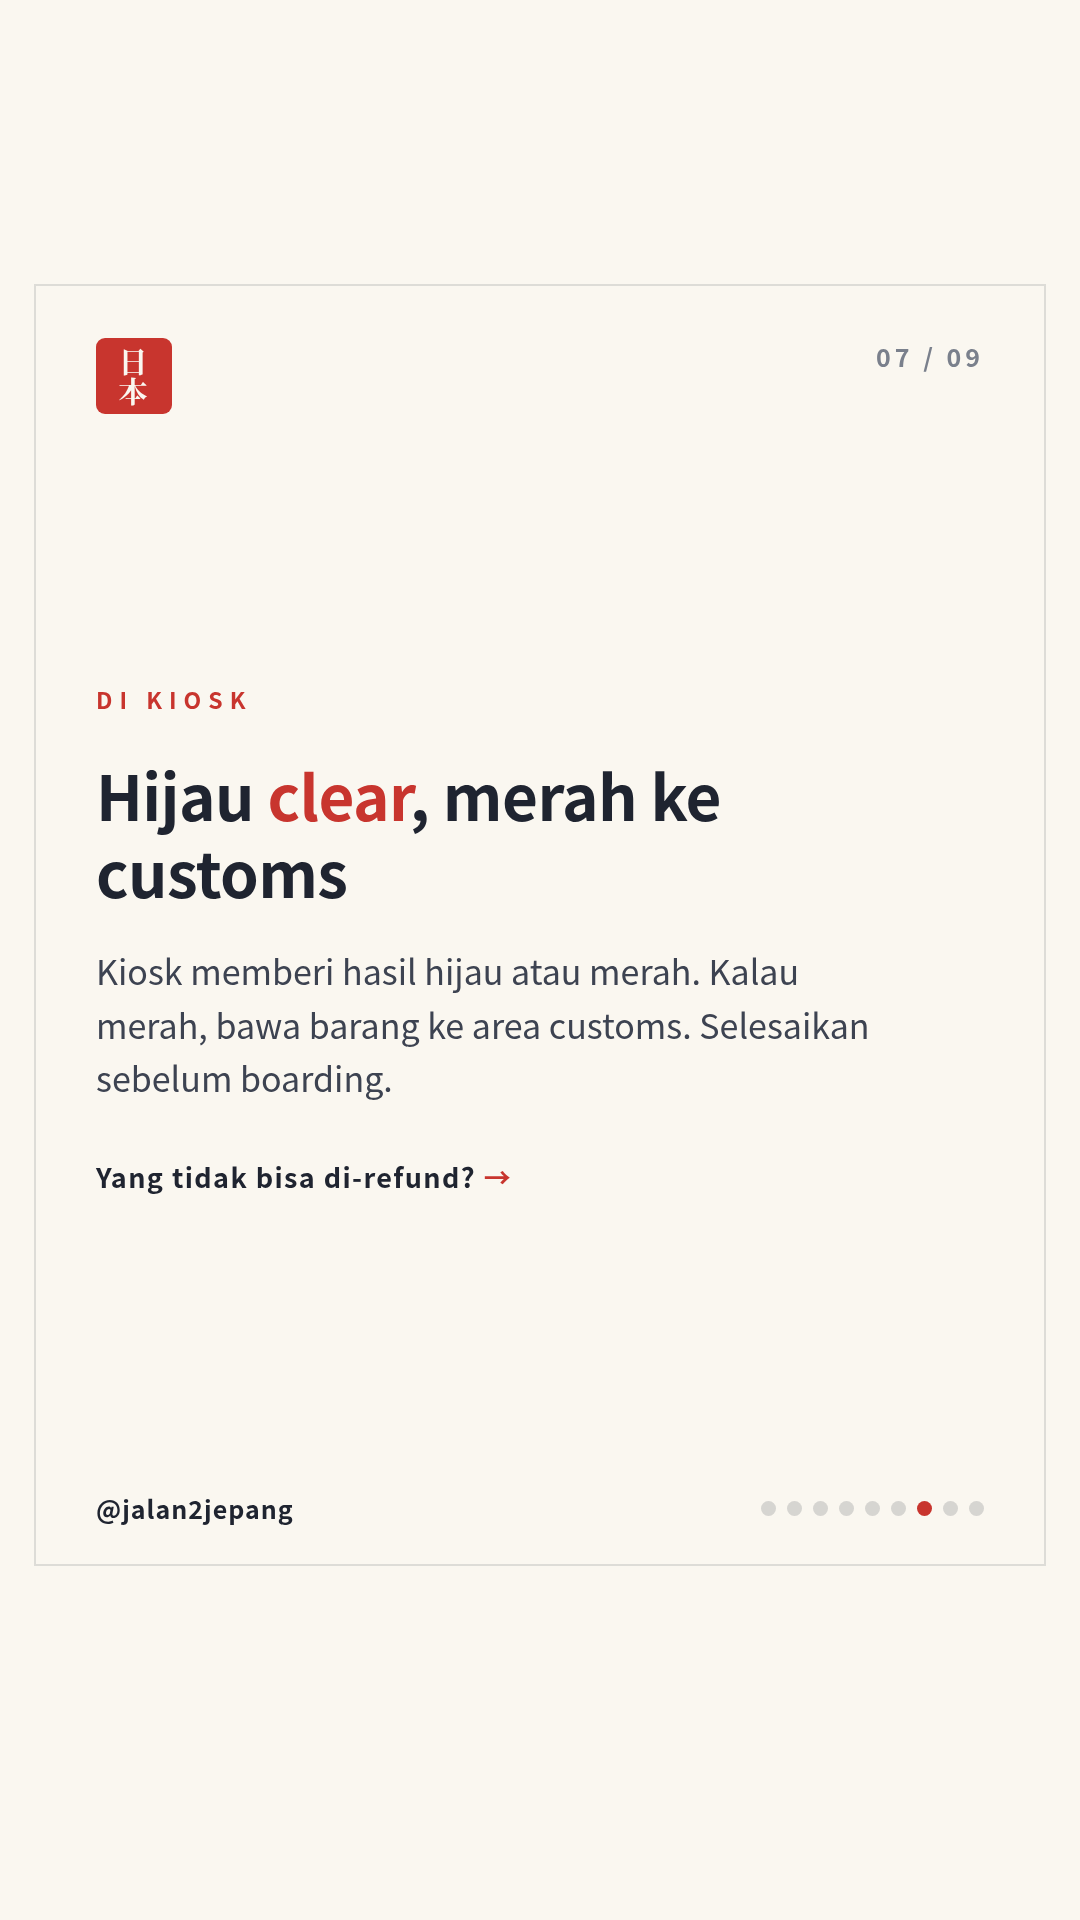 日
本
07 / 09
DI KIOSK
Hijau clear, merah ke
customs
Kiosk memberi hasil hijau atau merah. Kalau
merah, bawa barang ke area customs. Selesaikan
sebelum boarding.
Yang tidak bisa di-refund? →
@jalan2jepang